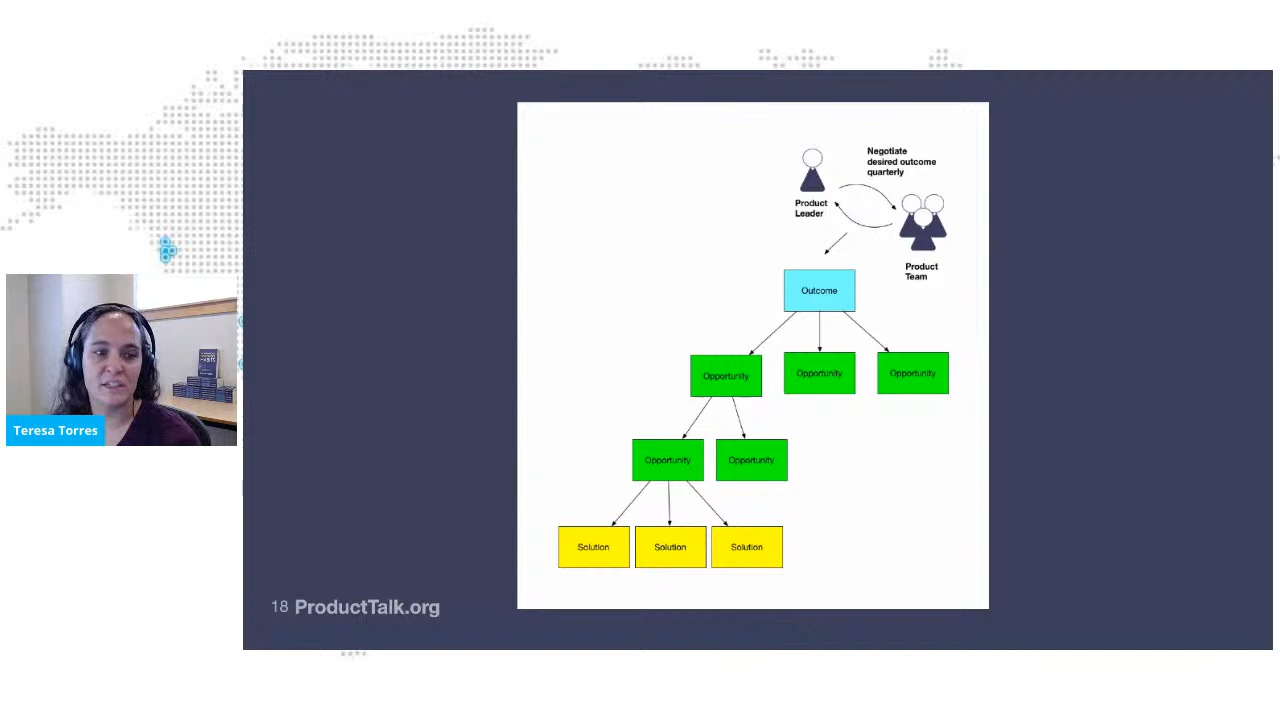 Negotiate
desired outcome
quarterly
Product
Leader
Product
Team
Outcome
Opportunity
Opportunity
Opportunity
Opportunity
Opportunity
Solution
Solution
Solution
18 ProductTalk.org
Teresa Torres
HABITS